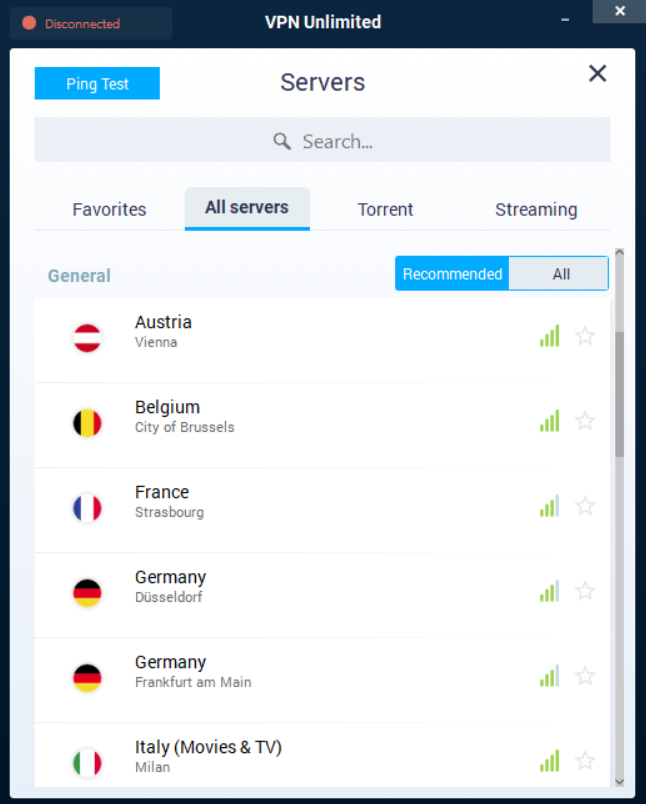 Disconnected
VPN Unlimited
Ping Test
Servers
Search...
Favorites
All servers
Torrent
Streaming
General
Recommended
All
Austria
Vienna
Belgium
City of Brussels
France
Strasbourg
Germany
Düsseldorf
Germany
Frankfurt am Main
Italy (Movies & TV)
Milan